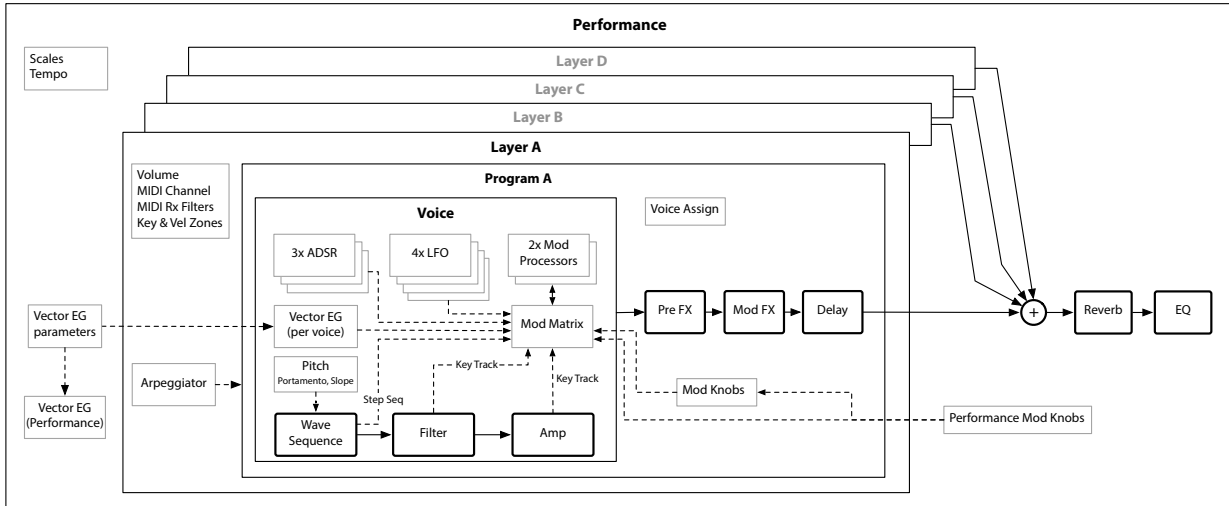 Performance
Scales
Tempo
Layer D
Layer C
Layer B
Layer A
Volume
MIDI Channel
MIDI Rx Filters
Key & Vel Zones
Program A
Voice
Voice Assign
3x ADSR
4x LFO
2x Mod
Processors
Vector EG
parameters
Vector EG
(per voice)
Mod Matrix
Pre FX
Mod FX
Delay
+
Reverb
EQ
Pitch
Portamento, Slope
Key Track
Key Track
Step Seq
Arpeggiator
Mod Knobs
Vector EG
(Performance)
Wave
Sequence
Filter
Amp
Performance Mod Knobs